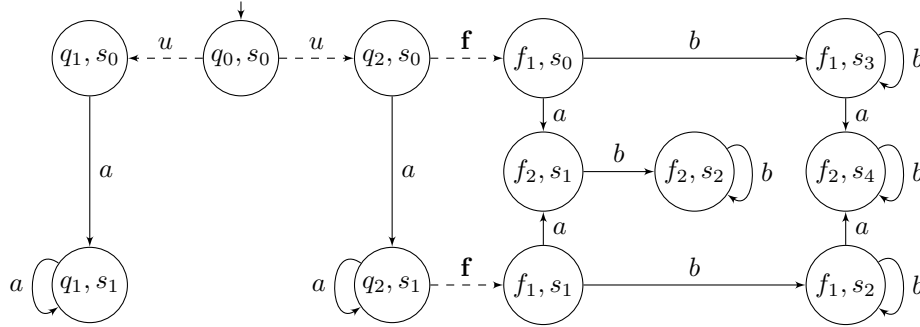 q₁, s₀ u q₀, s₀ u q₂, s₀ f f₁, s₀ b f₁, s₃ b
a a a a
f₂, s₁ b f₂, s₂ b f₂, s₄ b
a a
a q₁, s₁ a q₂, s₁ f f₁, s₁ b f₁, s₂ b